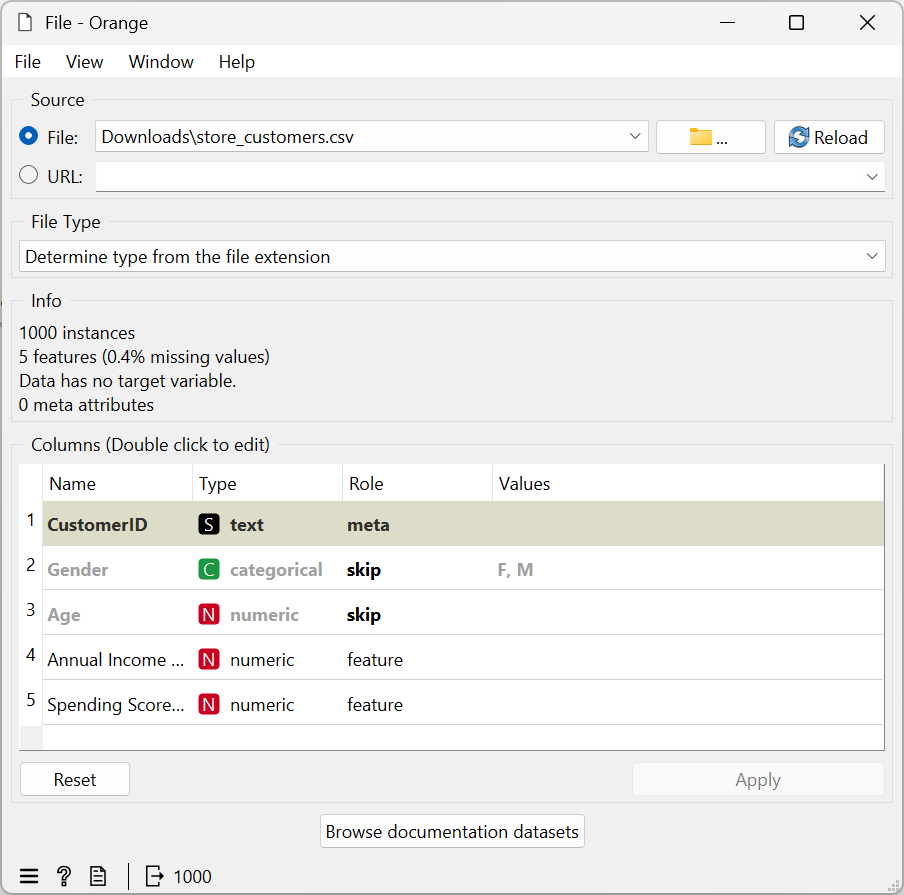 File - Orange
File View Window Help
Source
File: Downloads\store_customers.csv ... Reload
URL:
File Type
Determine type from the file extension
Info
1000 instances
5 features (0.4% missing values)
Data has no target variable.
0 meta attributes
Columns (Double click to edit)
Name Type Role Values
1 CustomerID S text meta
2 Gender C categorical skip F, M
3 Age N numeric skip
4 Annual Income ... N numeric feature
5 Spending Score... N numeric feature
Reset Apply
Browse documentation datasets
? 1000